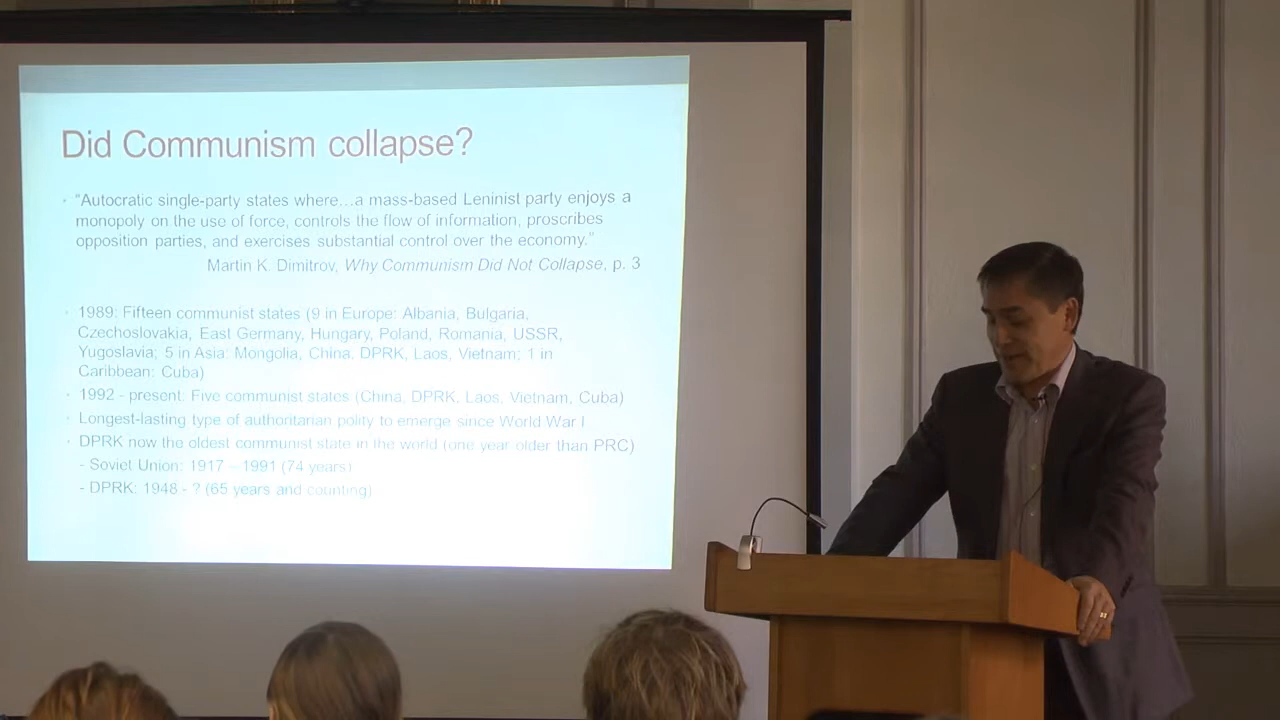 Did Communism collapse?
• “Autocratic single-party states where…a mass-based Leninist party enjoys a
monopoly on the use of force, controls the flow of information, proscribes
opposition parties, and exercises substantial control over the economy.”
Martin K. Dimitrov, Why Communism Did Not Collapse, p. 3
• 1989: Fifteen communist states (9 in Europe: Albania, Bulgaria,
Czechoslovakia, East Germany, Hungary, Poland, Romania, USSR,
Yugoslavia; 5 in Asia: Mongolia, China, DPRK, Laos, Vietnam; 1 in
Caribbean: Cuba)
• 1992 - present: Five communist states (China, DPRK, Laos, Vietnam, Cuba)
• Longest-lasting type of authoritarian polity to emerge since World War I
• DPRK now the oldest communist state in the world (one year older than PRC)
- Soviet Union: 1917 – 1991 (74 years)
- DPRK: 1948 - ? (65 years and counting)